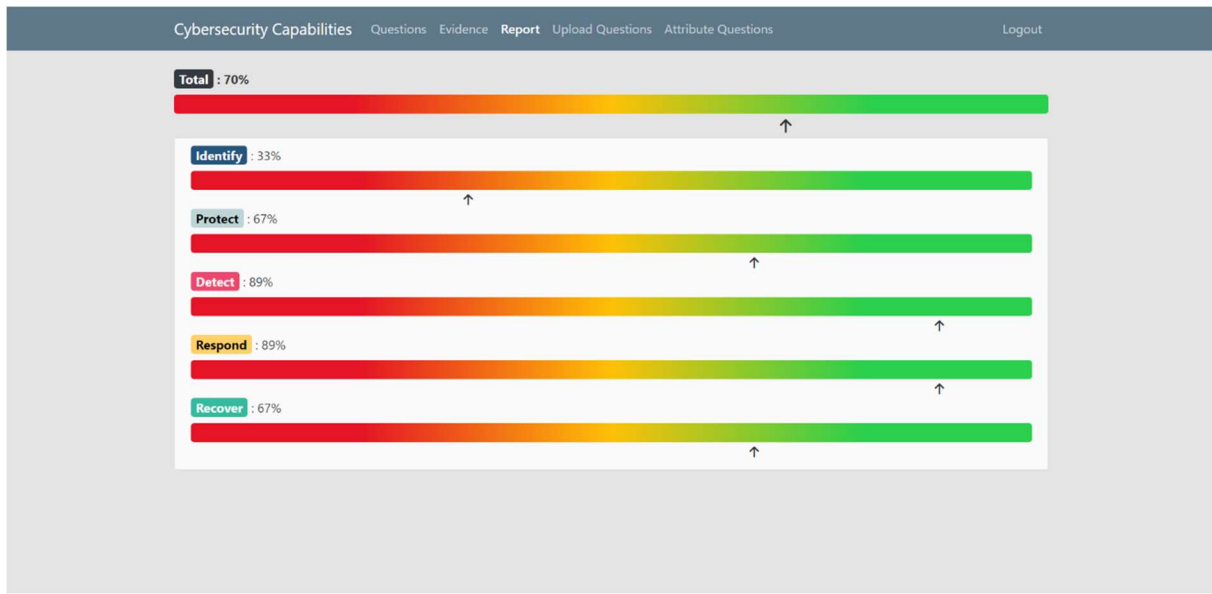 Cybersecurity Capabilities Questions Evidence Report Upload Questions Attribute Questions Logout
Total : 70%
Identify : 33%
Protect : 67%
Detect : 89%
Respond : 89%
Recover : 67%